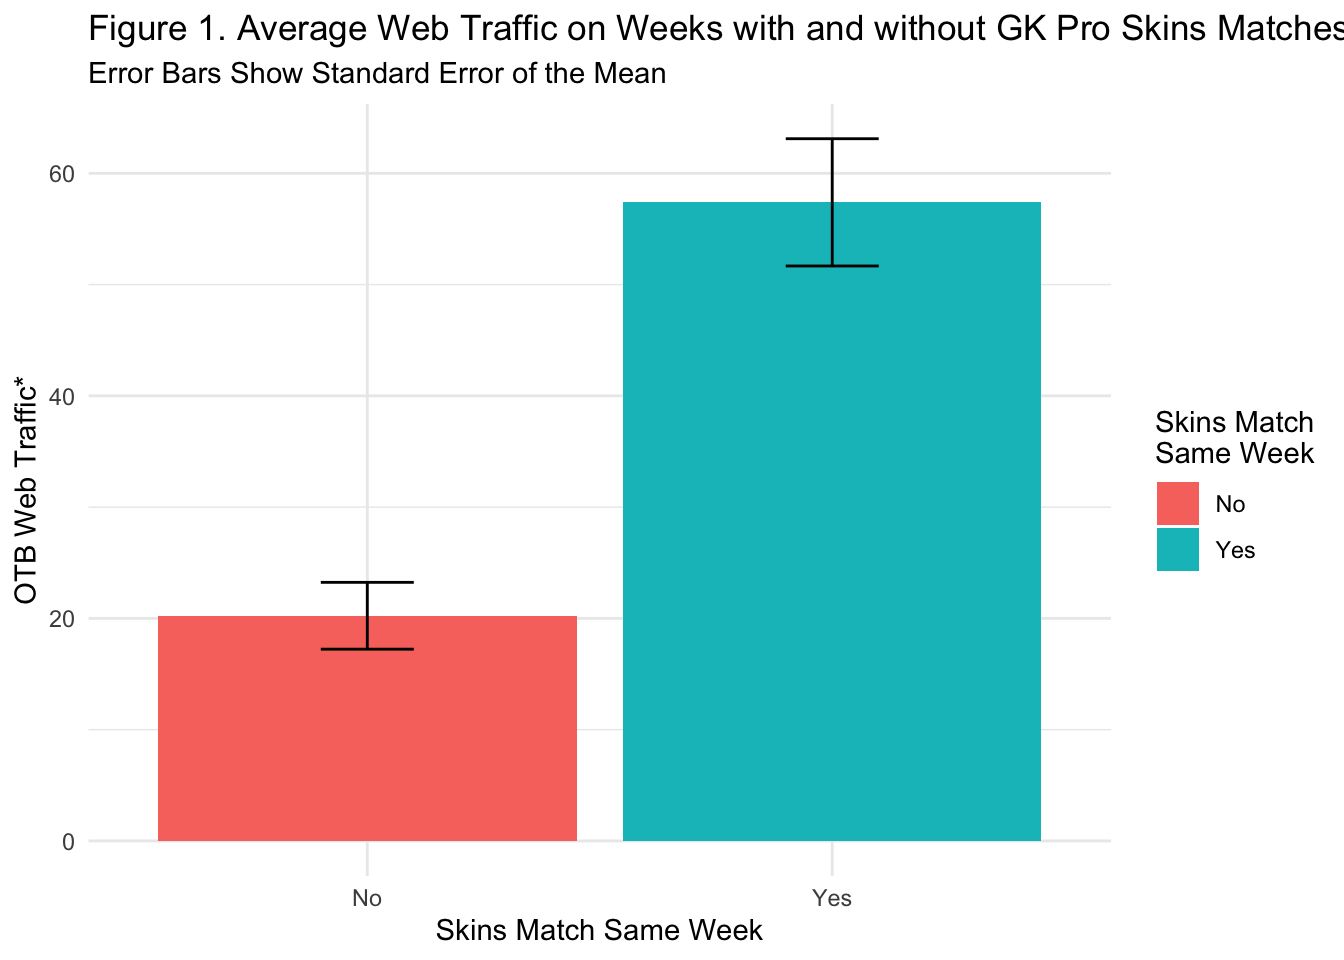 Figure 1. Average Web Traffic on Weeks with and without GK Pro Skins Matches
Error Bars Show Standard Error of the Mean
OTB Web Traffic*
60
40
20
0
No
Yes
Skins Match Same Week
Skins Match
Same Week
No
Yes